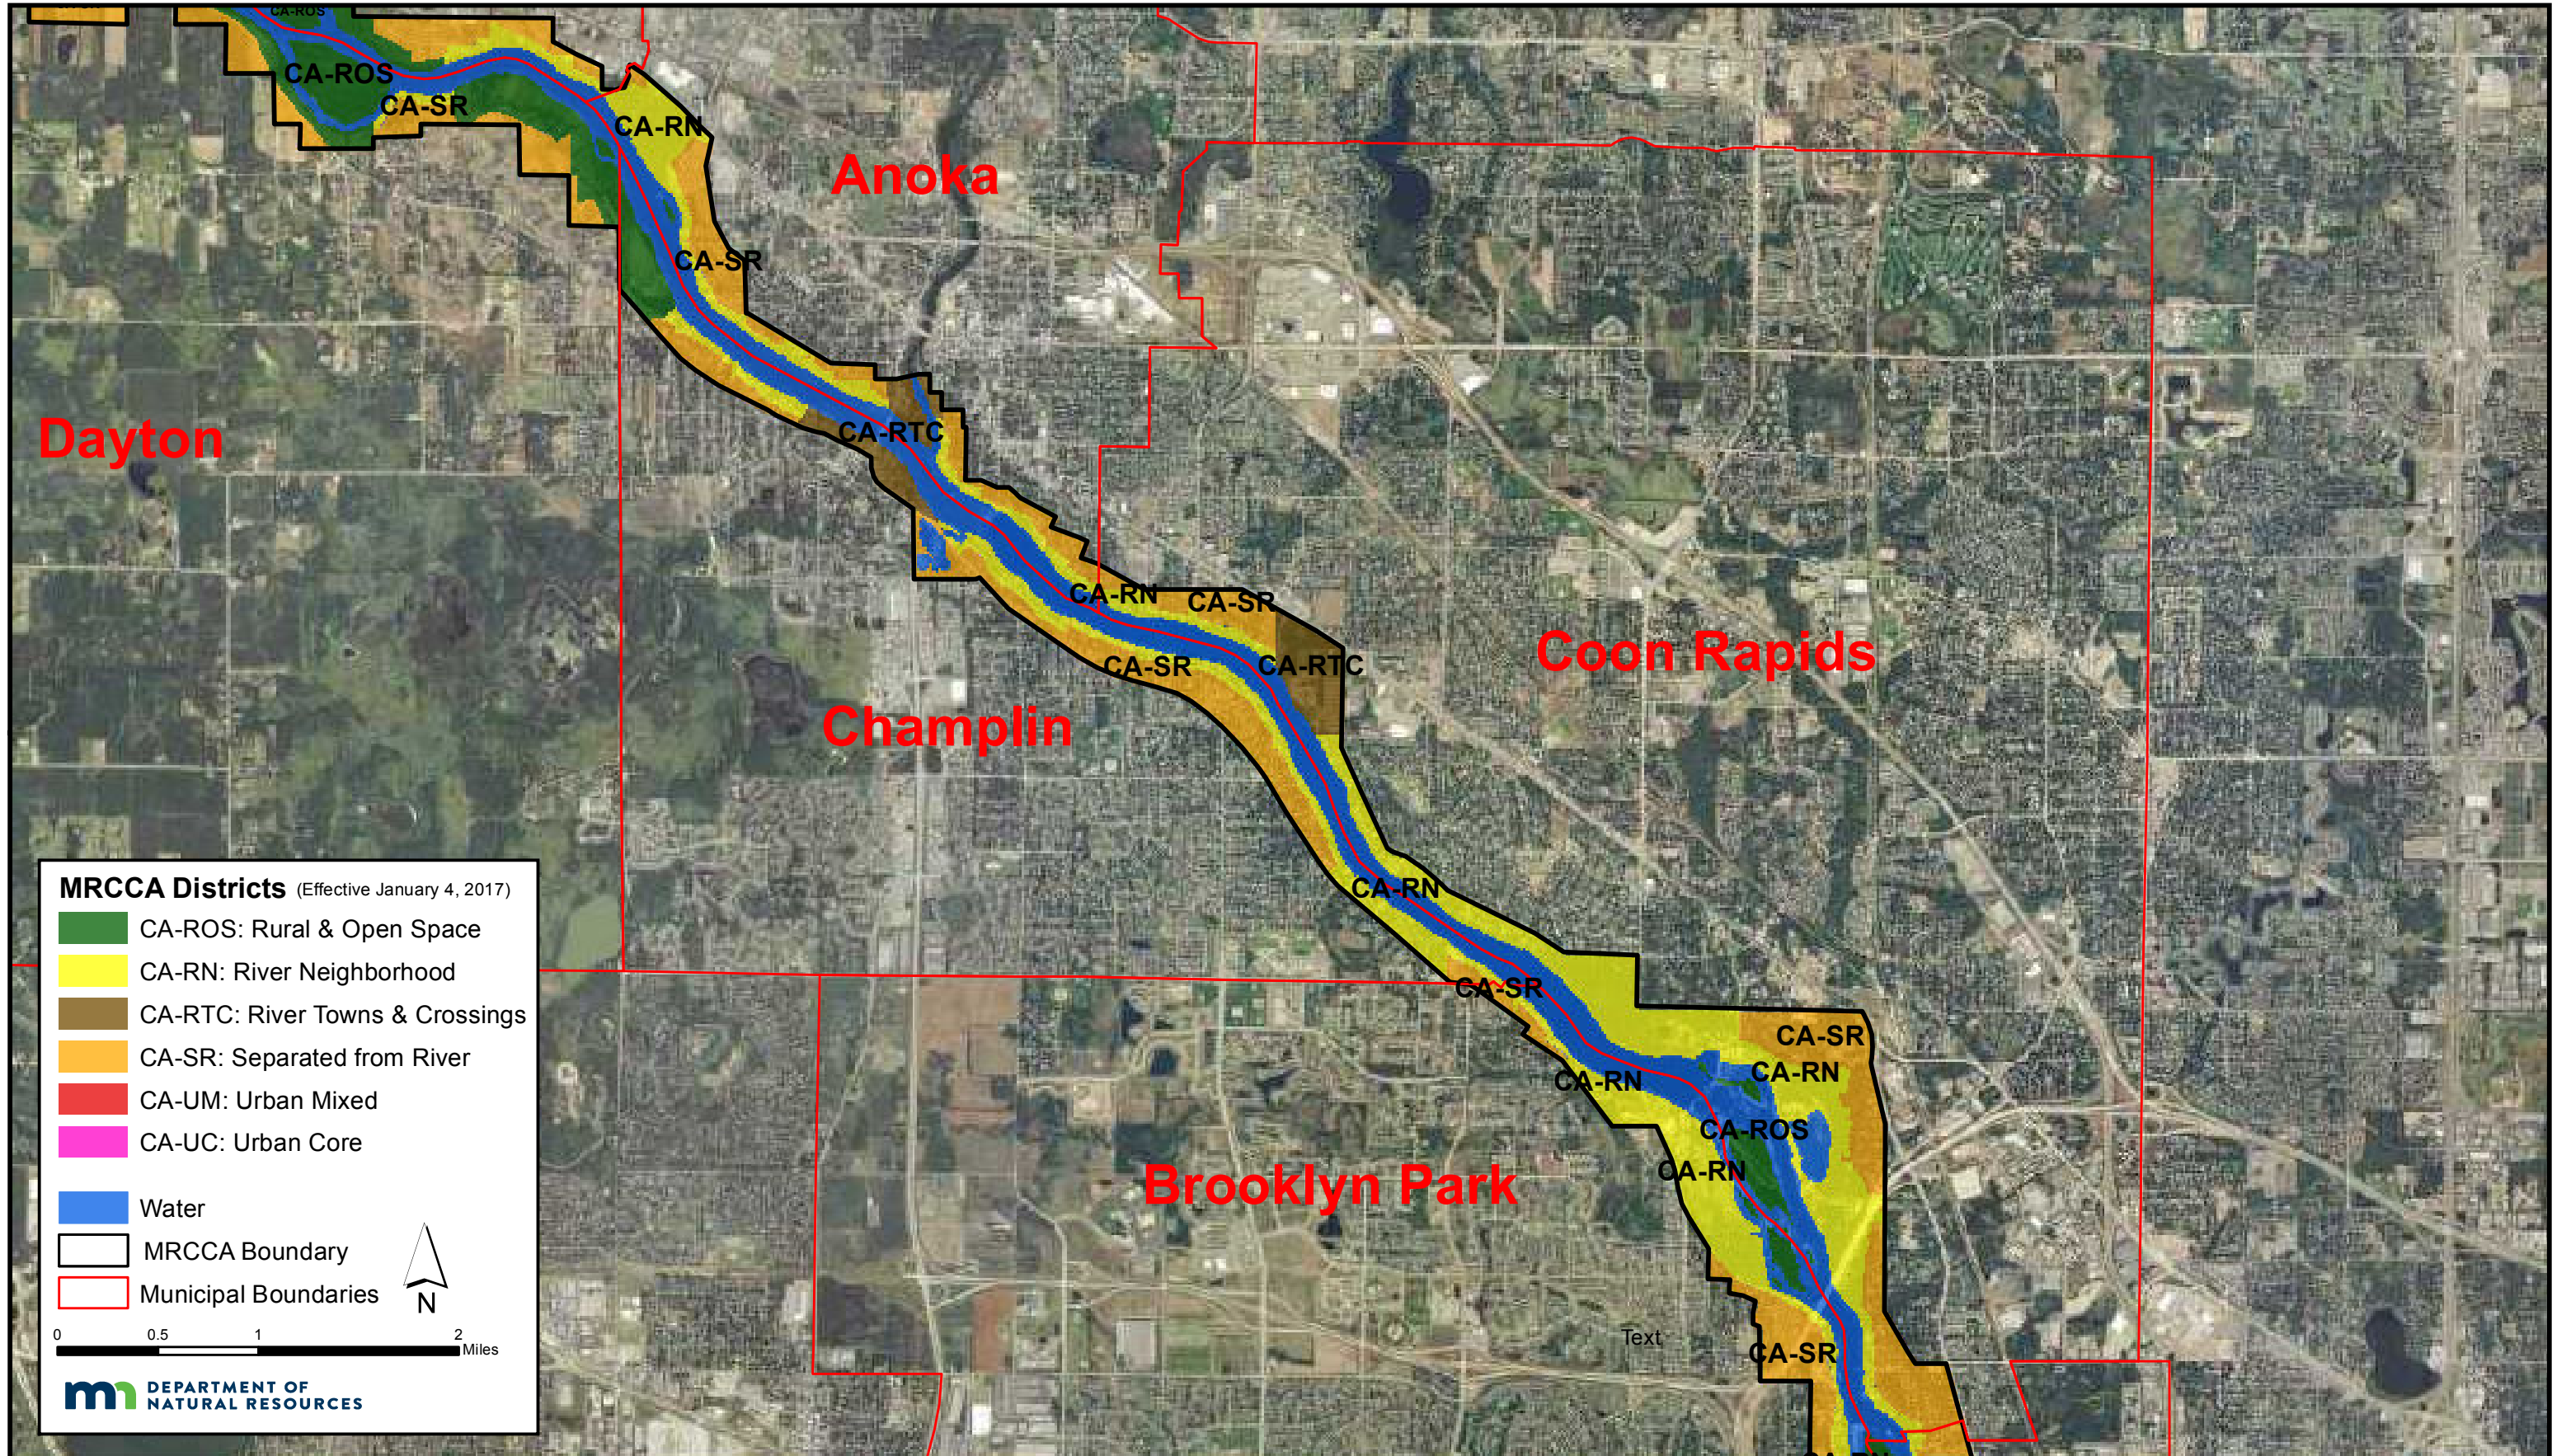 CA-ROS
CA-ROS
CA-SR
CA-RN
Anoka
CA-SR
Dayton
CA-RTC
CA-RN
CA-SR
CA-SR
CA-RTC
Coon Rapids
Champlin
CA-RN
CA-SR
CA-SR
CA-RN
CA-RN
CA-ROS
CA-RN
Brooklyn Park
Text
CA-SR
MRCCA Districts (Effective January 4, 2017)
CA-ROS: Rural & Open Space
CA-RN: River Neighborhood
CA-RTC: River Towns & Crossings
CA-SR: Separated from River
CA-UM: Urban Mixed
CA-UC: Urban Core
Water
MRCCA Boundary
Municipal Boundaries
N
0 0.5 1 2
Miles
mn DEPARTMENT OF
NATURAL RESOURCES